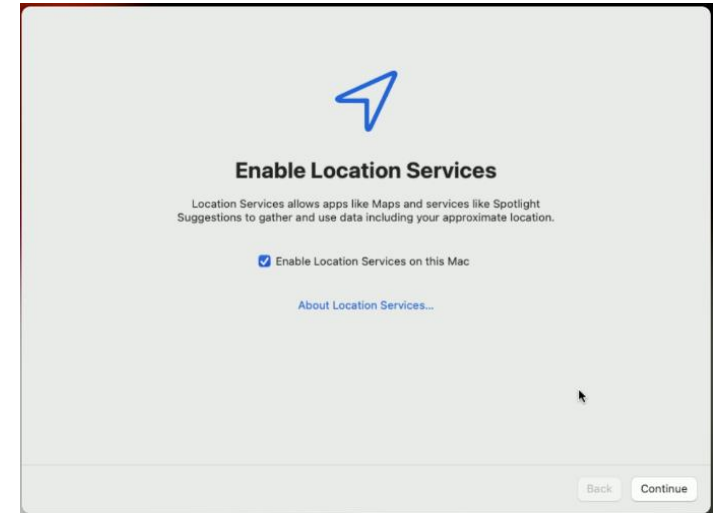 Enable Location Services
Location Services allows apps like Maps and services like Spotlight
Suggestions to gather and use data including your approximate location.
Enable Location Services on this Mac
About Location Services...
Back
Continue